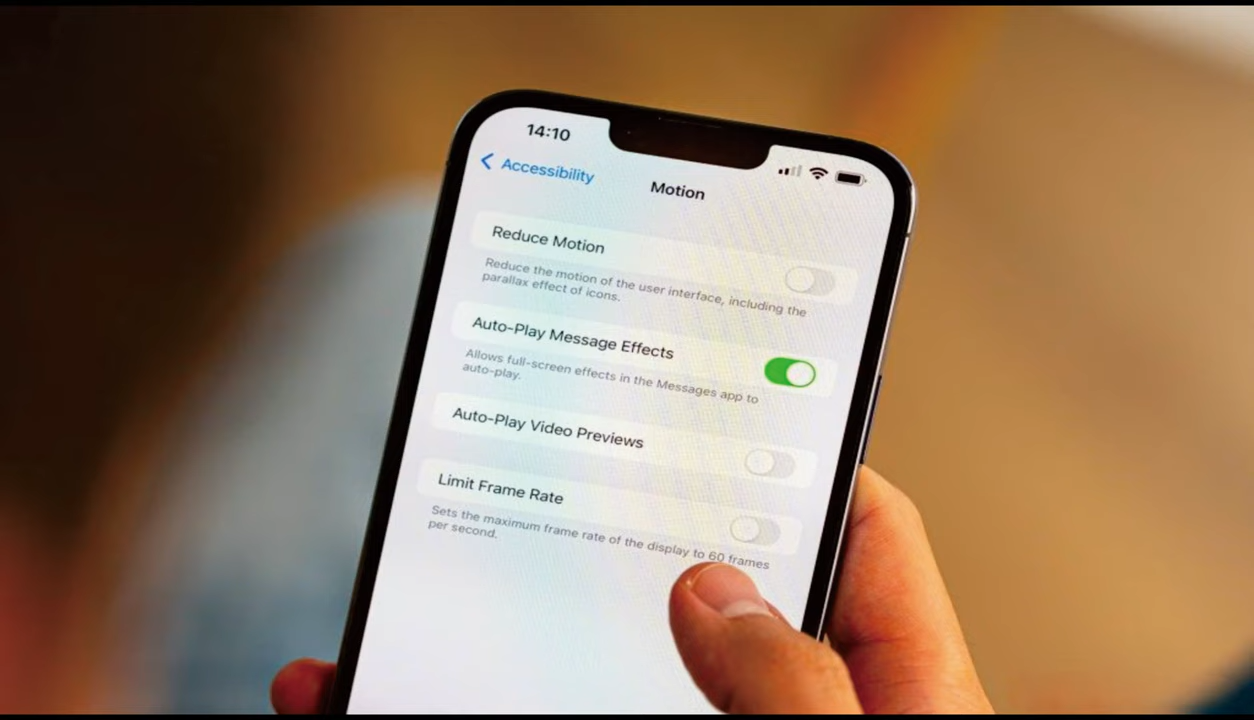 14:10
Accessibility
Motion
Reduce Motion
Reduce the motion of the user interface, including the
parallax effect of icons.
Auto-Play Message Effects
Allows full-screen effects in the Messages app to
auto-play.
Auto-Play Video Previews
Limit Frame Rate
Sets the maximum frame rate of the display to 60 frames
per second.